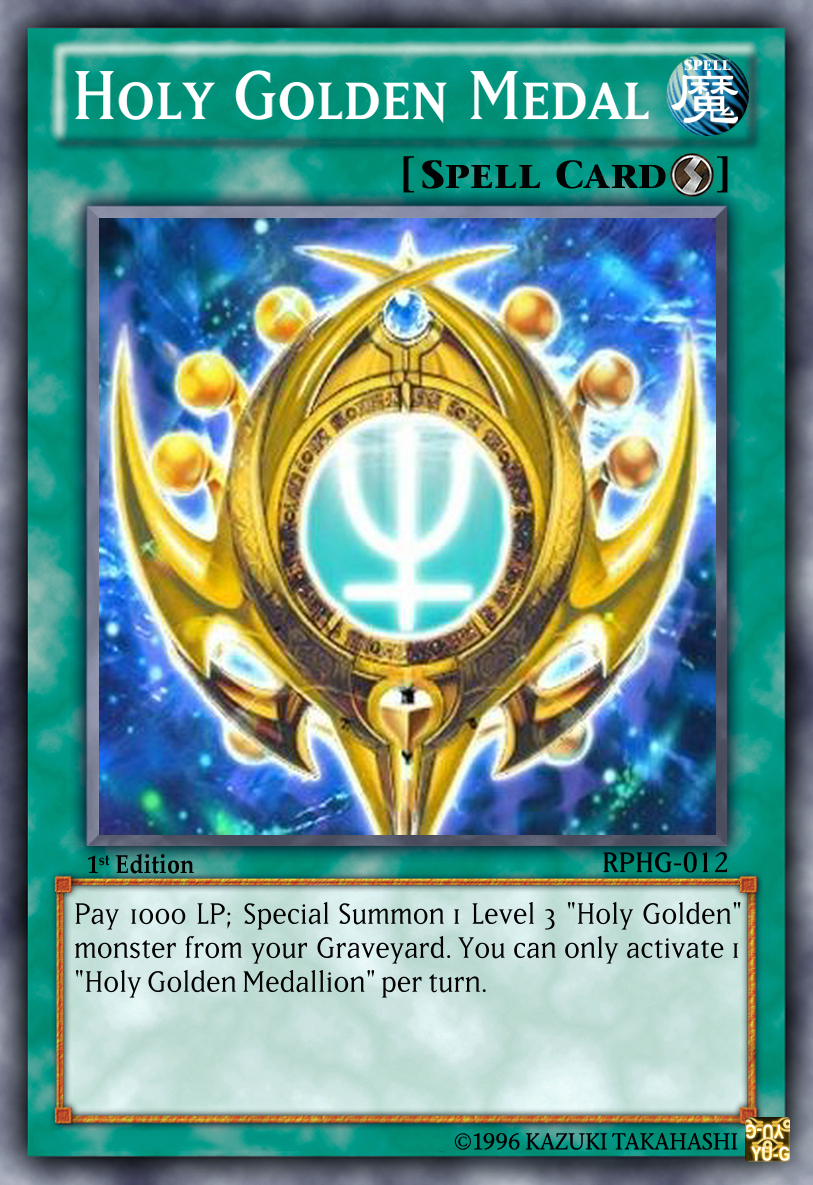 Holy Golden Medal
SPELL
魔
[Spell Card]
1st Edition
RPHG-012
Pay 1000 LP; Special Summon 1 Level 3 "Holy Golden"
monster from your Graveyard. You can only activate 1
"Holy Golden Medallion" per turn.
©1996 KAZUKI TAKAHASHI